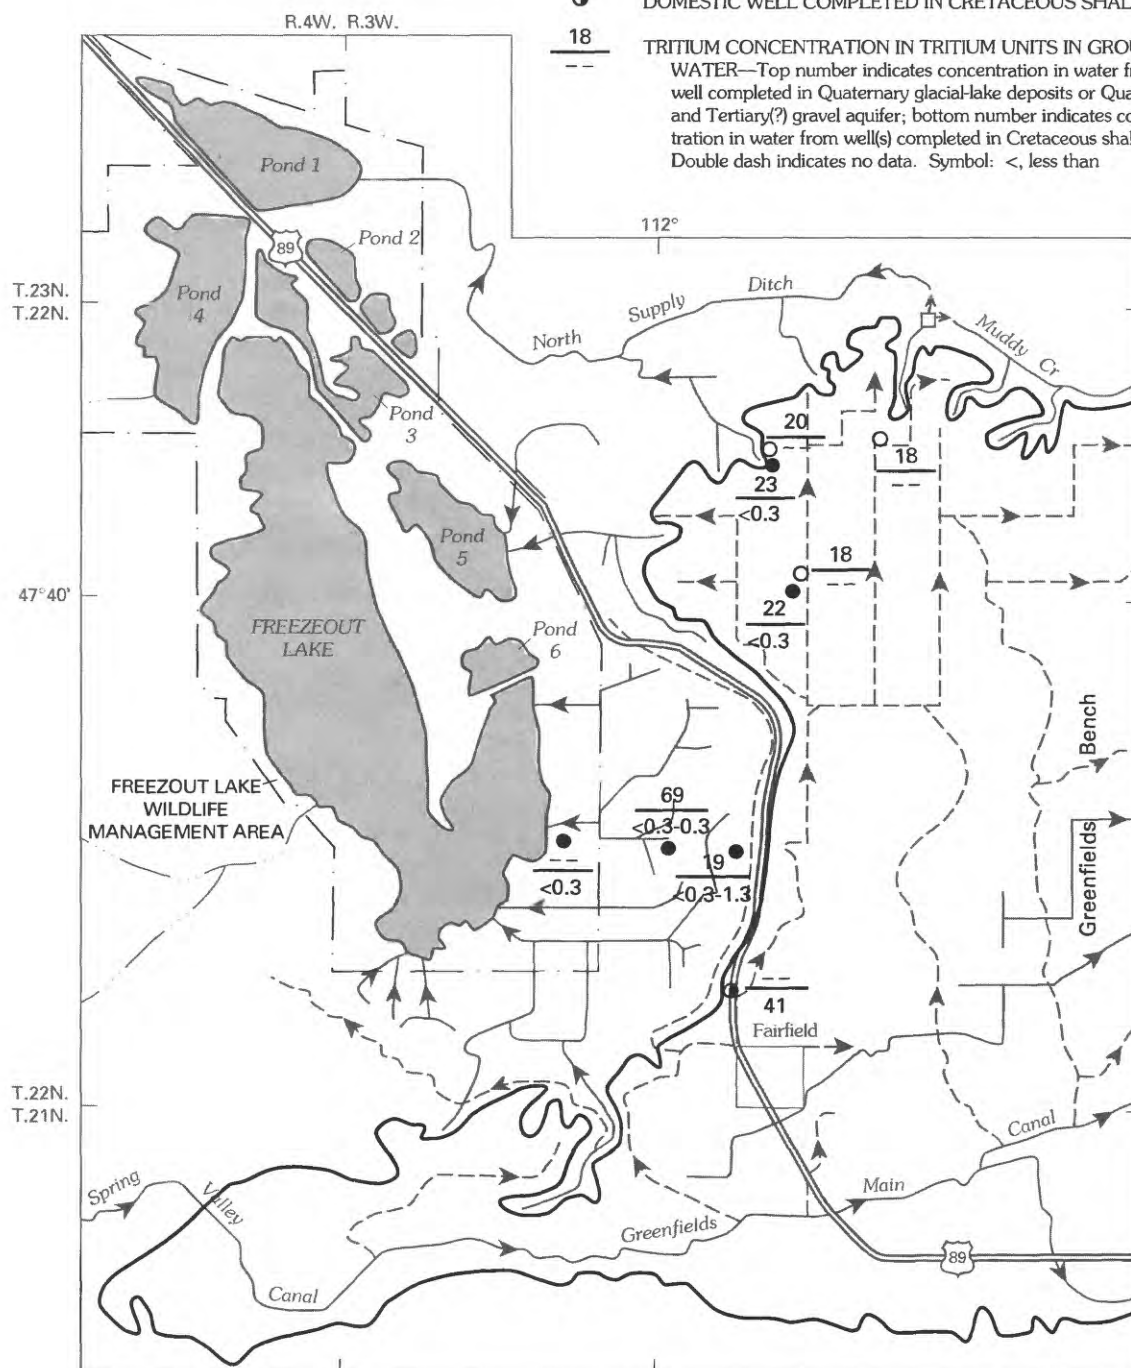 DOMESTIC WELL COMPLETED IN CRETACEOUS SHAL
R.4W. R.3W.
18
--
TRITIUM CONCENTRATION IN TRITIUM UNITS IN GROU
WATER—Top number indicates concentration in water fr
well completed in Quaternary glacial-lake deposits or Qua
and Tertiary(?) gravel aquifer; bottom number indicates co
tration in water from well(s) completed in Cretaceous shal
Double dash indicates no data. Symbol: <, less than
Pond 1
112°
89
Pond 2
T.23N.
T.22N.
Pond
4
North Supply Ditch
Muddy Cr
Pond
3
20
18
--
23
<0.3
Pond
5
18
--
47°40'
22
<0.3
FREEZEOUT
LAKE
Pond
6
Bench
FREEZOUT LAKE
WILDLIFE
MANAGEMENT AREA
69
<0.3-0.3
19
<0.3-1.3
--
<0.3
Greenfields
--
41
Fairfield
T.22N.
T.21N.
Canal
Spring Valley
Main
Greenfields
Canal
89